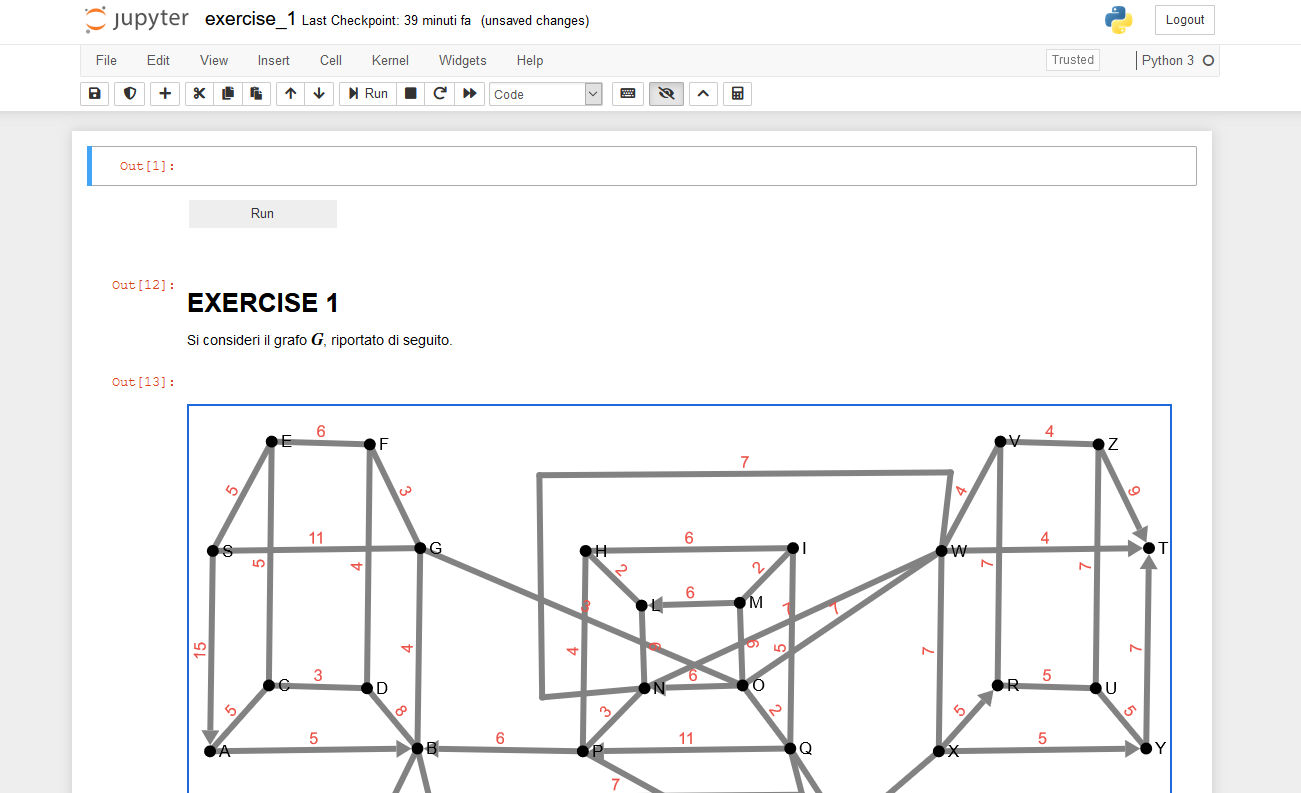 jupyter exercise_1 Last Checkpoint: 39 minuti fa (unsaved changes) Logout
File Edit View Insert Cell Kernel Widgets Help Trusted Python 3
Run Code
Out[1]:
Run
Out[12]:
EXERCISE 1
Si consideri il grafo G, riportato di seguito.
Out[13]:
E 6 F V 4 Z
7
5 3 4 9
S 11 G H 6 I W 4 T
5 4 2 2 7 7
L 6 M
7 7
15 4 4 5 7 7
C 3 D N 6 O R 5 U
5 8 3 2 5 5
A 5 B 6 P 11 Q X 5 Y
7